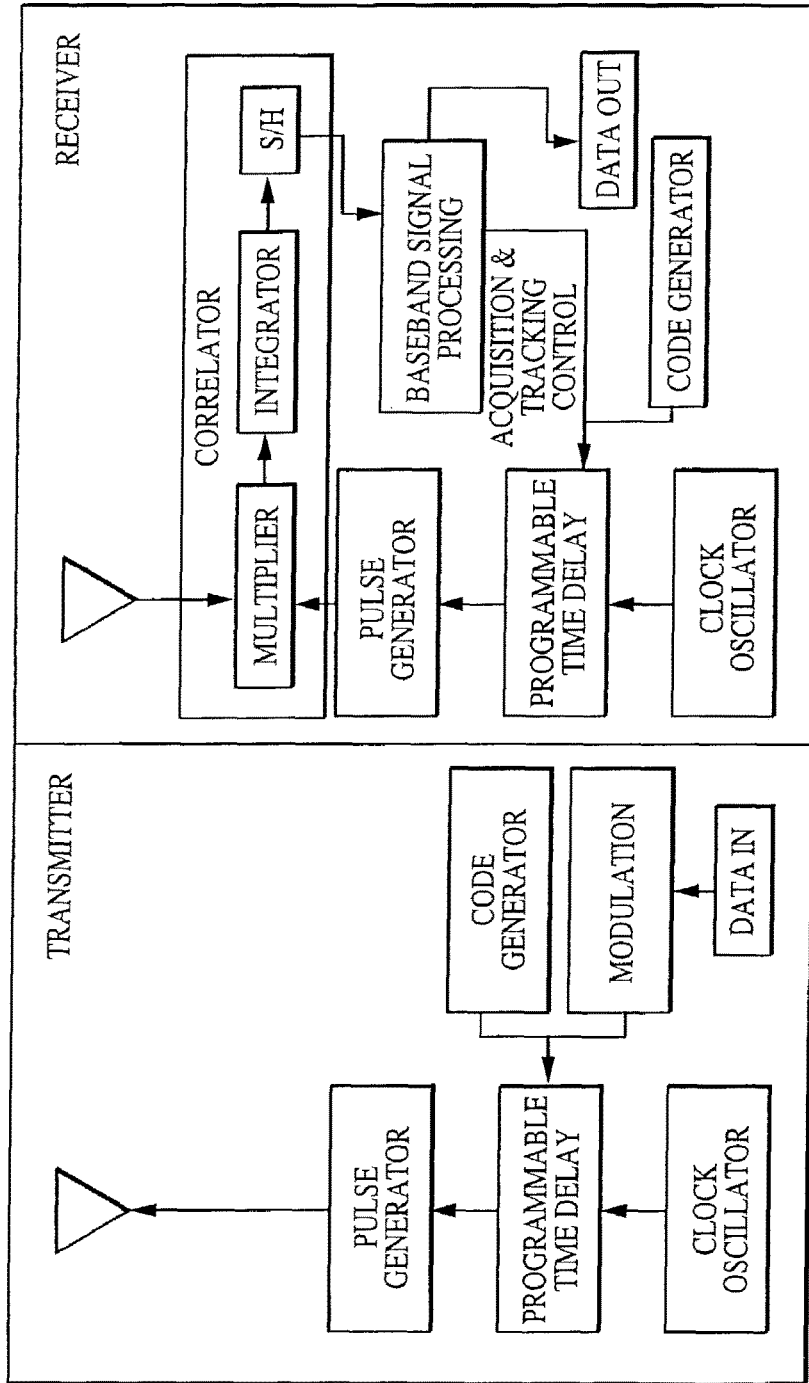 TRANSMITTER
PULSE
GENERATOR
PROGRAMMABLE
TIME DELAY
CLOCK
OSCILLATOR
CODE
GENERATOR
MODULATION
DATA IN
RECEIVER
CORRELATOR
MULTIPLIER
INTEGRATOR
S/H
PULSE
GENERATOR
BASEBAND SIGNAL
PROCESSING
ACQUISITION &
TRACKING
CONTROL
PROGRAMMABLE
TIME DELAY
DATA OUT
CODE GENERATOR
CLOCK
OSCILLATOR